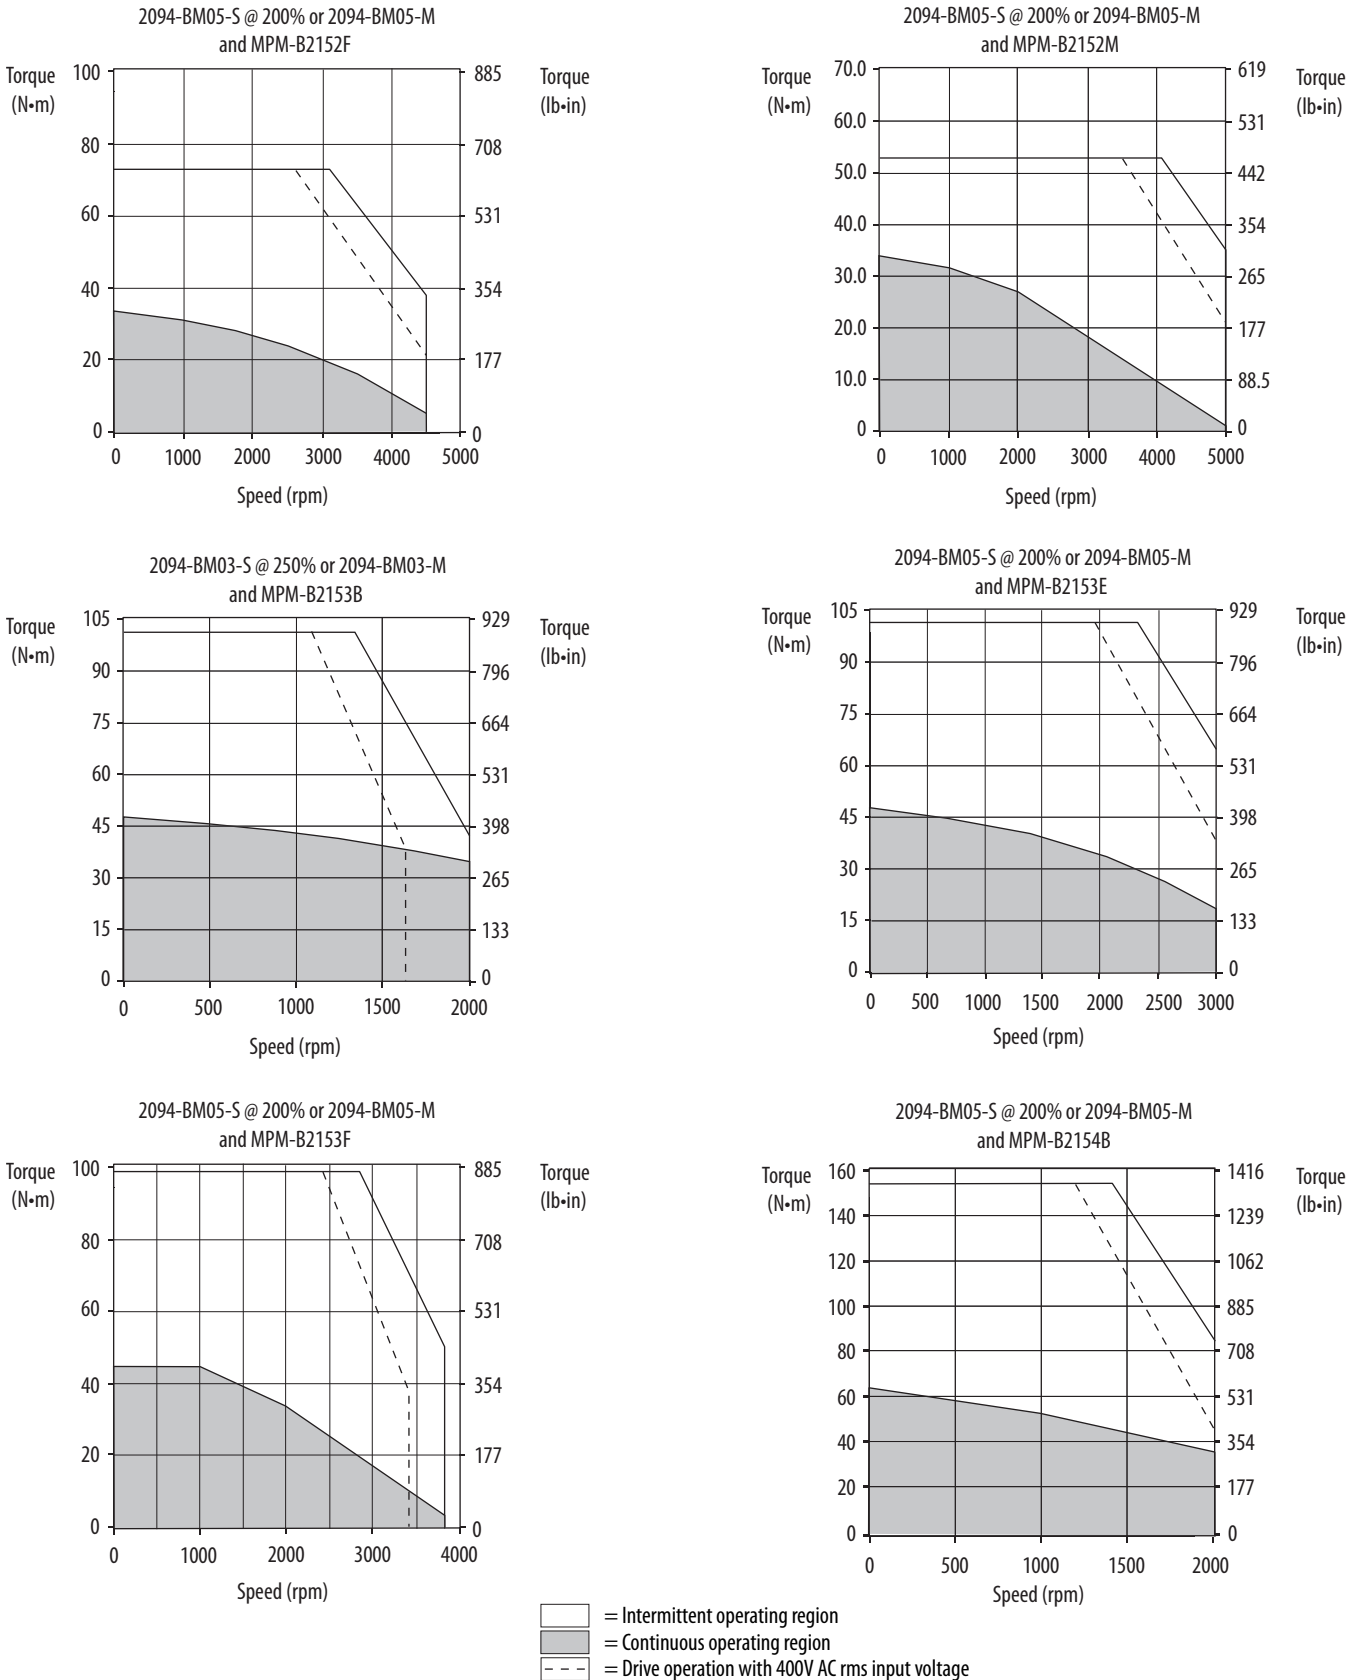 2094-BM05-S @ 200% or 2094-BM05-M
and MPM-B2152F
Torque
(N•m)
100
80
60
40
20
0
885
708
531
354
177
0
Torque
(lb•in)
0 1000 2000 3000 4000 5000
Speed (rpm)
2094-BM05-S @ 200% or 2094-BM05-M
and MPM-B2152M
Torque
(N•m)
70.0
60.0
50.0
40.0
30.0
20.0
10.0
0
619
531
442
354
265
177
88.5
0
Torque
(lb•in)
0 1000 2000 3000 4000 5000
Speed (rpm)
2094-BM03-S @ 250% or 2094-BM03-M
and MPM-B2153B
Torque
(N•m)
105
90
75
60
45
30
15
0
929
796
664
531
398
265
133
0
Torque
(lb•in)
0 500 1000 1500 2000
Speed (rpm)
2094-BM05-S @ 200% or 2094-BM05-M
and MPM-B2153E
Torque
(N•m)
105
90
75
60
45
30
15
0
929
796
664
531
398
265
133
0
Torque
(lb•in)
0 500 1000 1500 2000 2500 3000
Speed (rpm)
2094-BM05-S @ 200% or 2094-BM05-M
and MPM-B2153F
Torque
(N•m)
100
80
60
40
20
0
885
708
531
354
177
0
Torque
(lb•in)
0 1000 2000 3000 4000
Speed (rpm)
2094-BM05-S @ 200% or 2094-BM05-M
and MPM-B2154B
Torque
(N•m)
160
140
120
100
80
60
40
20
0
1416
1239
1062
885
708
531
354
177
0
Torque
(lb•in)
0 500 1000 1500 2000
Speed (rpm)
= Intermittent operating region
= Continuous operating region
= Drive operation with 400V AC rms input voltage